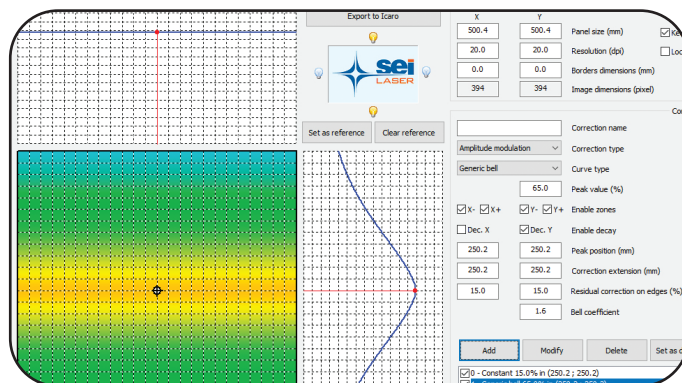 Export to Icaro
sei
LASER
Set as reference
Clear reference
X Y
500.4 500.4 Panel size (mm)
20.0 20.0 Resolution (dpi)
0.0 0.0 Borders dimensions (mm)
394 394 Image dimensions (pixel)
Correction name
Amplitude modulation Correction type
Generic bell Curve type
65.0 Peak value (%)
X- X+ Y- Y+ Enable zones
Dec. X Dec. Y Enable decay
250.2 250.2 Peak position (mm)
250.2 250.2 Correction extension (mm)
15.0 15.0 Residual correction on edges (%)
1.6 Bell coefficient
Add Modify Delete Set as
0 - Constant 15.0% in (250.2 ; 250.2)